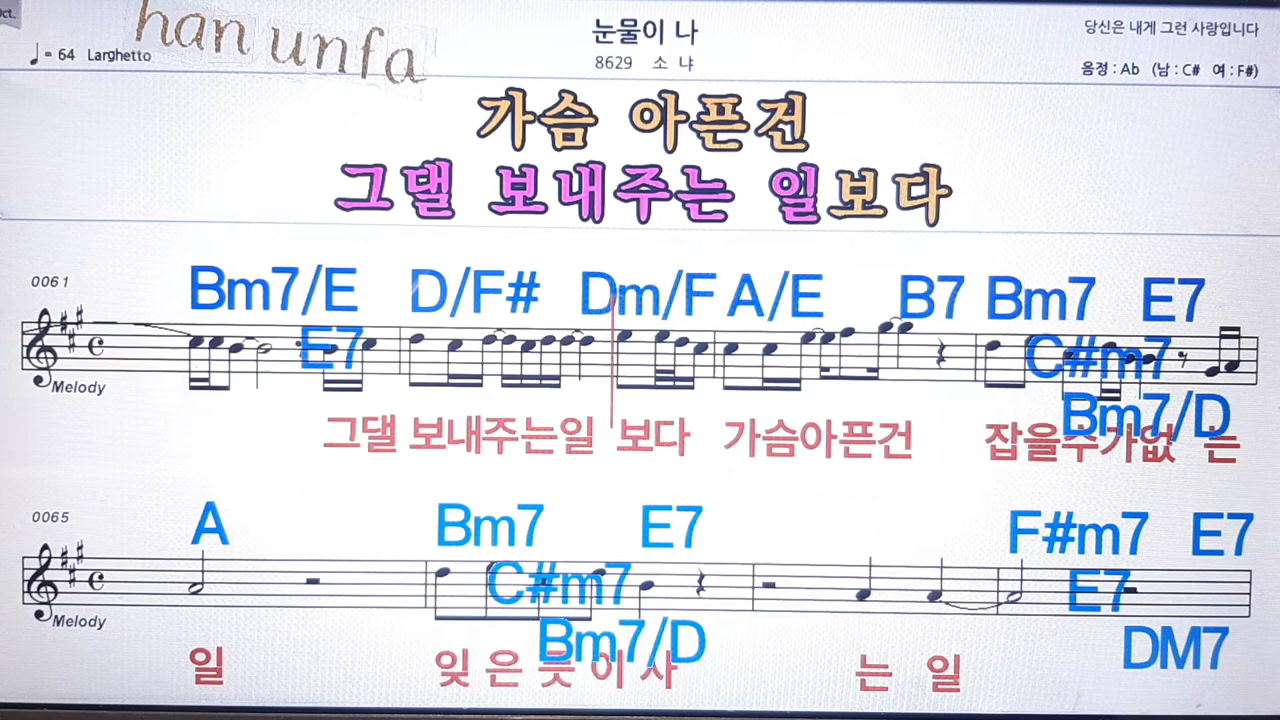 ct.
han unfa
♩= 64 Larghetto
눈물이 나
8629 소 냐
당신은 내게 그런 사랑입니다
음정 : Ab (남 : C# 여 : F#)
가슴 아픈건
그댈 보내주는 일보다
0061
Bm7/E D/F# Dm/F A/E B7 Bm7 E7
E7 C#m7
Melody
Bm7/D
그댈 보내주는일 보다 가슴아픈건 잡을수가없 는
0065
A Bm7 E7 F#m7 E7
C#m7 E7
Melody
Bm7/D DM7
일 잊 은 듯 이 사 는 일